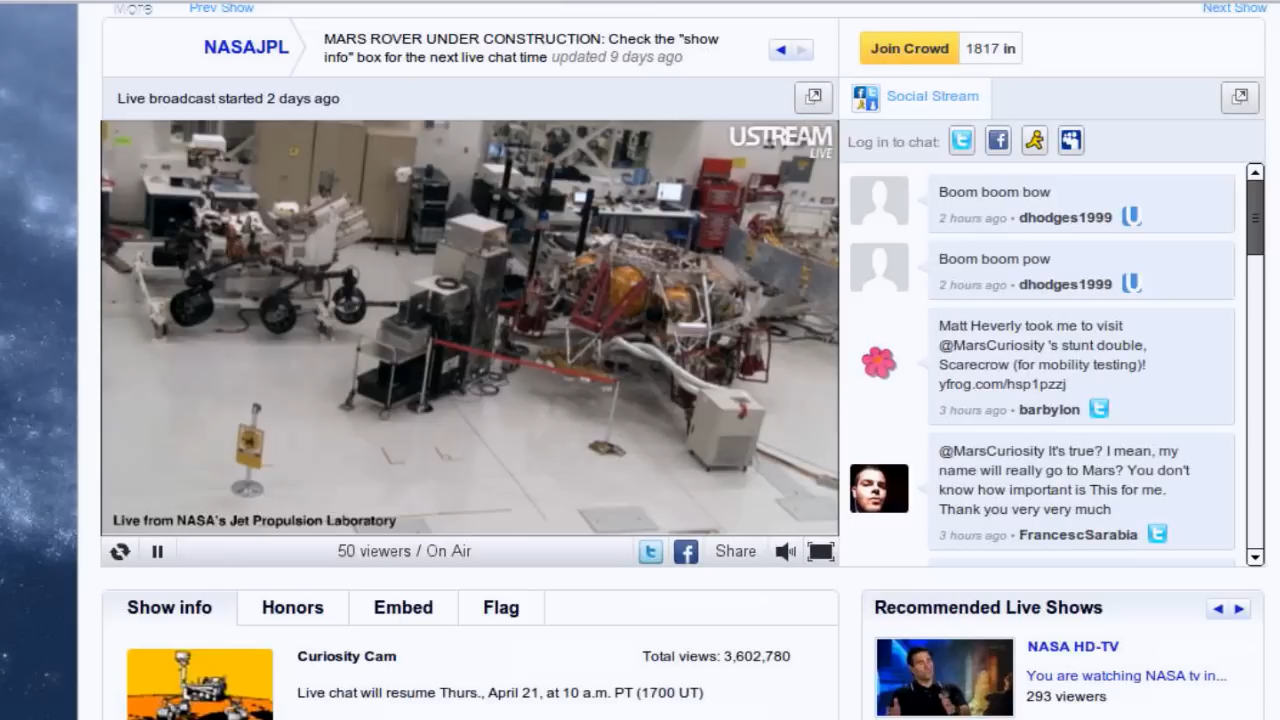 More
Prev Show
Next Show
NASAJPL
MARS ROVER UNDER CONSTRUCTION: Check the "show
info" box for the next live chat time updated 9 days ago
Join Crowd
1817 in
Live broadcast started 2 days ago
Social Stream
Log in to chat:
USTREAM
LIVE
Boom boom bow
2 hours ago • dhodges1999
Boom boom pow
2 hours ago • dhodges1999
Matt Heverly took me to visit
@MarsCuriosity 's stunt double,
Scarecrow (for mobility testing)!
yfrog.com/hsp1pzzj
3 hours ago • barbylon
@MarsCuriosity It's true? I mean, my
name will really go to Mars? You don't
know how important is This for me.
Thank you very very much
3 hours ago • FrancescSarabia
Live from NASA's Jet Propulsion Laboratory
50 viewers / On Air
Share
Show info
Honors
Embed
Flag
Curiosity Cam
Total views: 3,602,780
Live chat will resume Thurs., April 21, at 10 a.m. PT (1700 UT)
Recommended Live Shows
NASA HD-TV
You are watching NASA tv in...
293 viewers